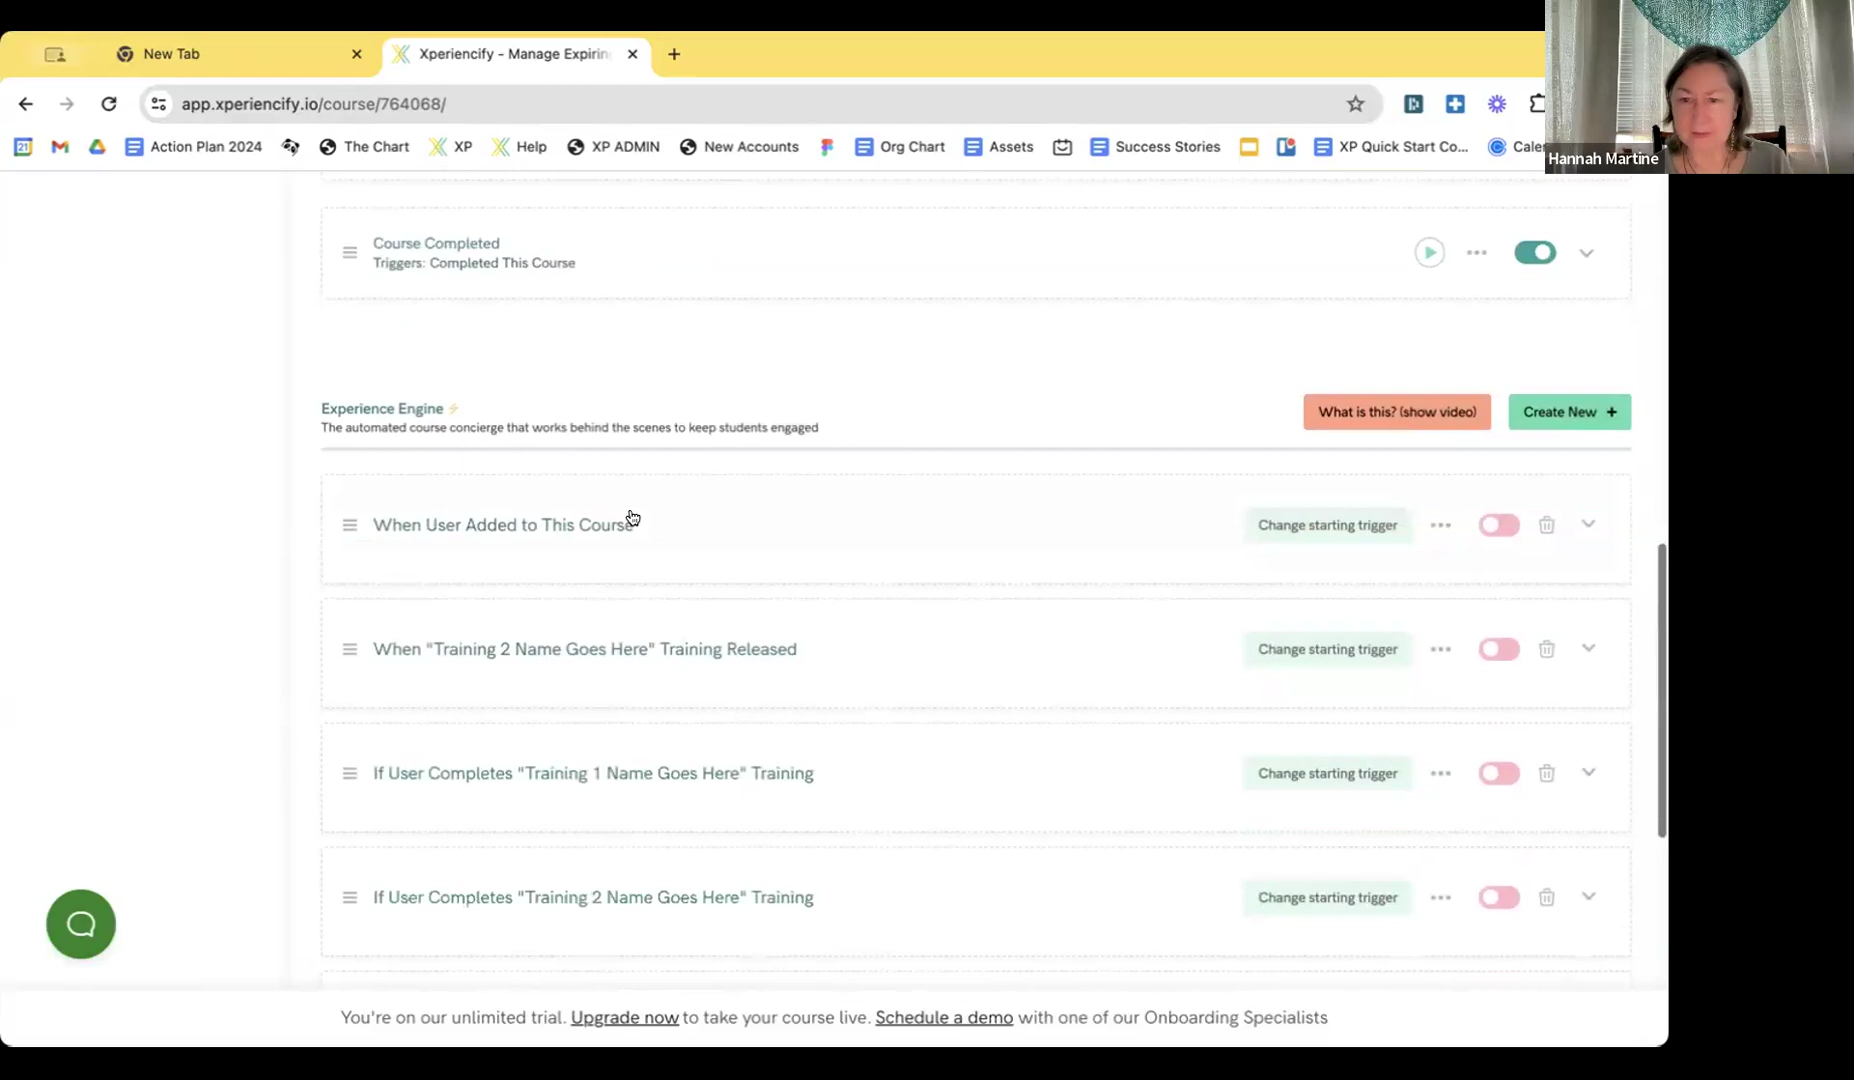 New Tab
Xperiencify - Manage Expirin
app.xperiencify.io/course/764068/
21
Action Plan 2024
The Chart
XP
Help
XP ADMIN
New Accounts
Org Chart
Assets
Success Stories
XP Quick Start Co...
Caler
Hannah Martine
Course Completed
Triggers: Completed This Course
Experience Engine
The automated course concierge that works behind the scenes to keep students engaged
What is this? (show video)
Create New +
When User Added to This Course
Change starting trigger
When "Training 2 Name Goes Here" Training Released
Change starting trigger
If User Completes "Training 1 Name Goes Here" Training
Change starting trigger
If User Completes "Training 2 Name Goes Here" Training
Change starting trigger
You're on our unlimited trial. Upgrade now to take your course live. Schedule a demo with one of our Onboarding Specialists